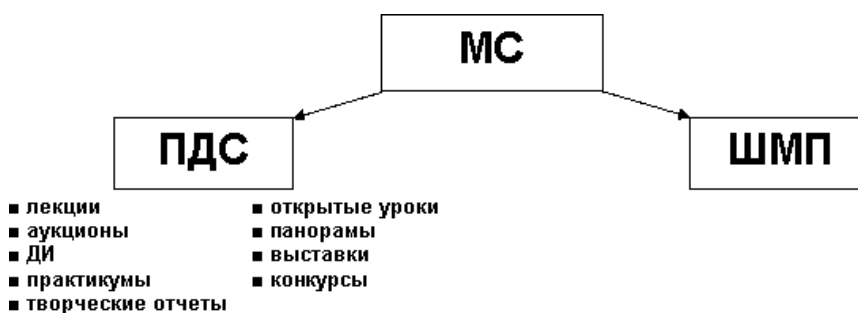 МС
ПДС
ШМП
▪ лекции
▪ аукционы
▪ ДИ
▪ практикумы
▪ творческие отчеты
▪ открытые уроки
▪ панорамы
▪ выставки
▪ конкурсы